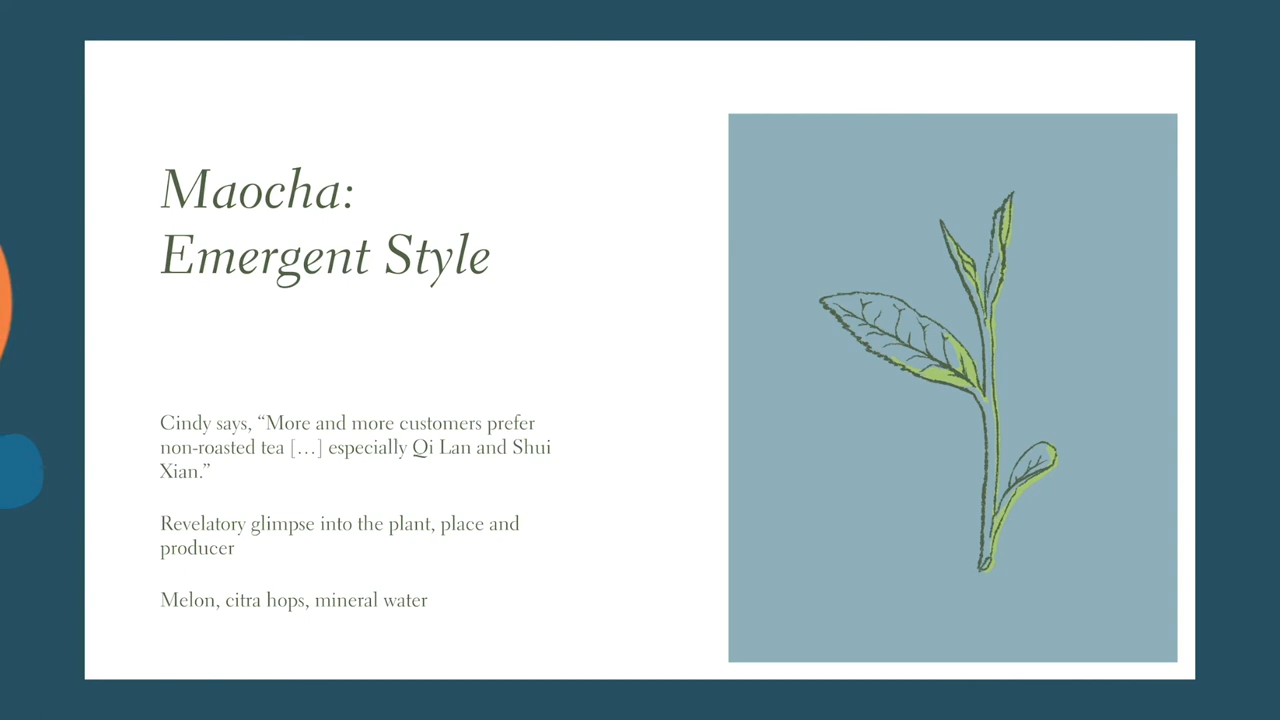 Maocha:
Emergent Style
Cindy says, “More and more customers prefer
non-roasted tea […] especially Qi Lan and Shui
Xian.”
Revelatory glimpse into the plant, place and
producer
Melon, citra hops, mineral water